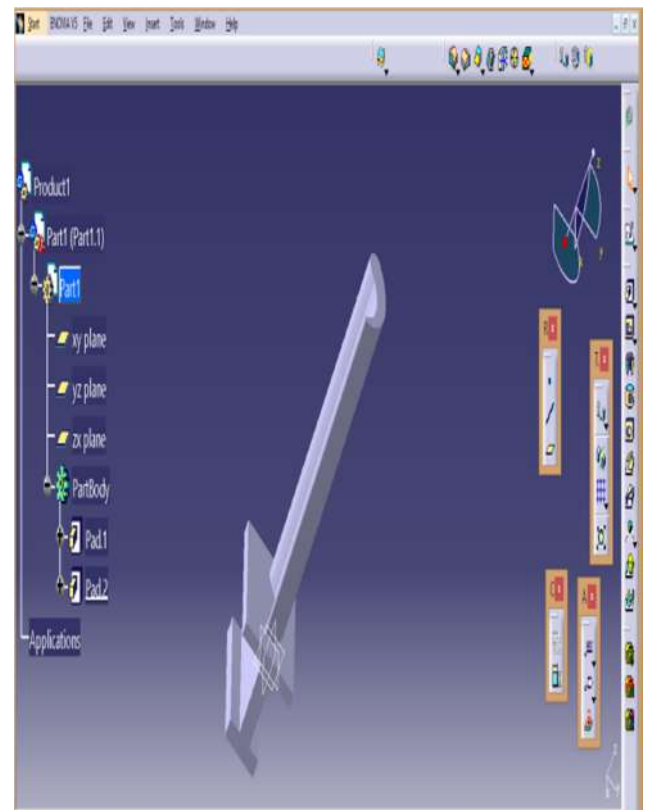 Start ENOVIA V5 File Edit View Insert Tools Window Help
Product1
Part1 (Part1.1)
Part1
xy plane
yz plane
zx plane
PartBody
Pad.1
Pad.2
Applications